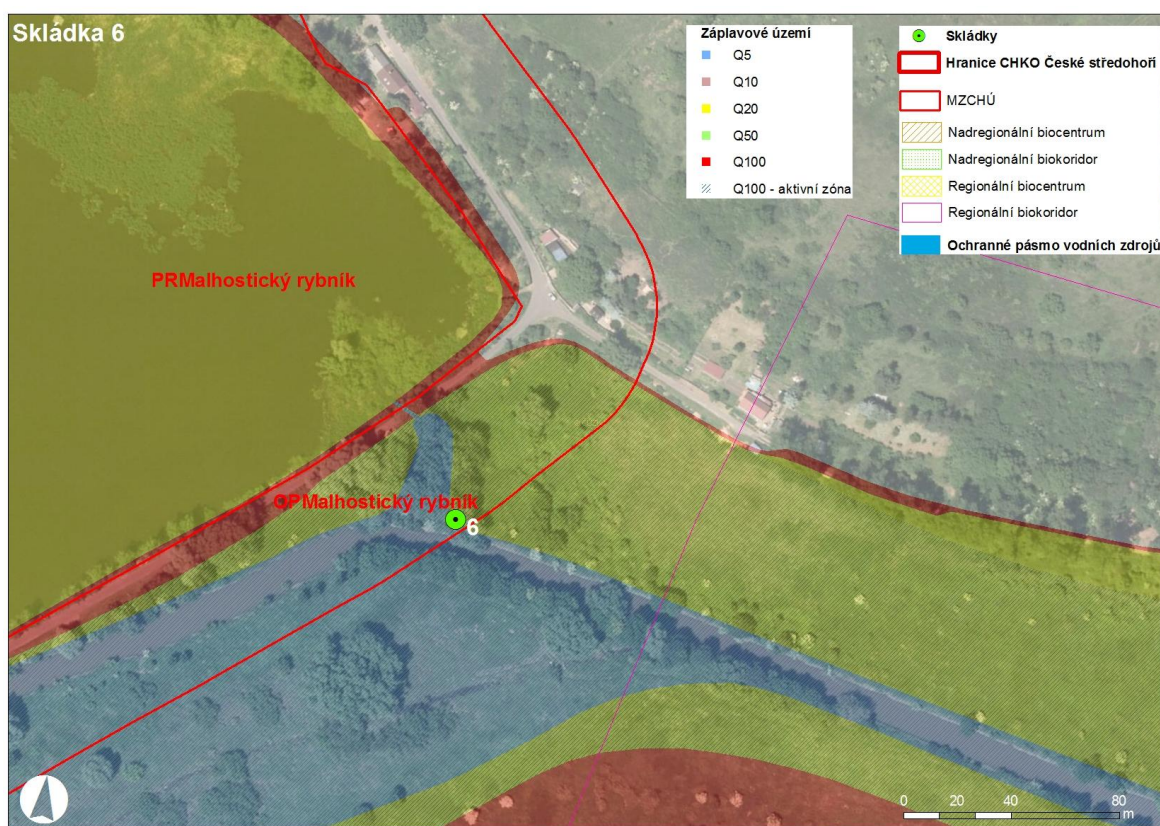 Skládka 6
Záplavové území
Q5
Q10
Q20
Q50
Q100
Q100 - aktivní zóna
Skládky
Hranice CHKO České středohoří
MZCHÚ
Nadregionální biocentrum
Nadregionální biokoridor
Regionální biocentrum
Regionální biokoridor
Ochranné pásmo vodních zdrojů
PRMalhostický rybník
OPMalhostický rybník
6
0 20 40 80
m